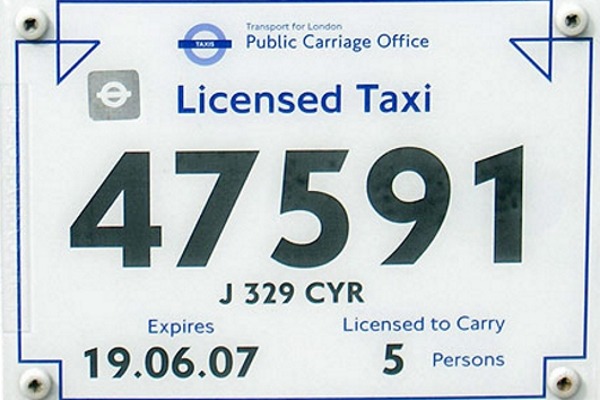 Transport for London
TAXIS Public Carriage Office
Licensed Taxi
47591
J 329 CYR
Expires
Licensed to Carry
19.06.07
5 Persons